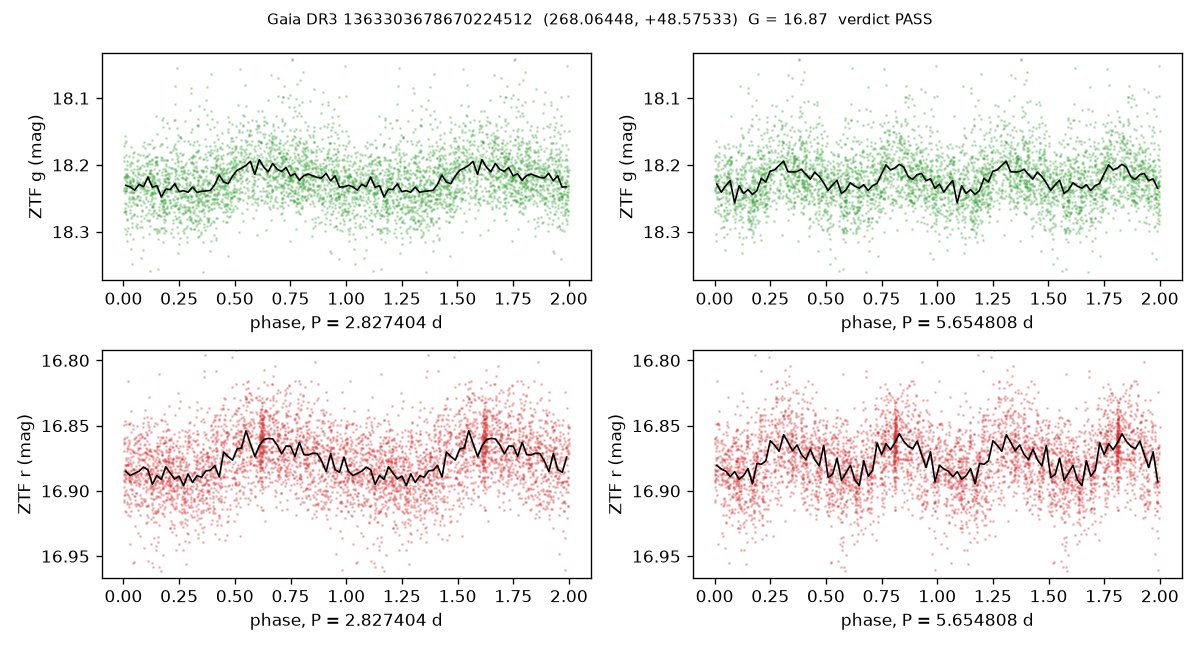 Gaia DR3 1363303678670224512 (268.06448, +48.57533) G = 16.87 verdict PASS
ZTF g (mag)
18.1
18.2
18.3
0.00 0.25 0.50 0.75 1.00 1.25 1.50 1.75 2.00
phase, P = 2.827404 d
ZTF g (mag)
18.1
18.2
18.3
0.00 0.25 0.50 0.75 1.00 1.25 1.50 1.75 2.00
phase, P = 5.654808 d
ZTF r (mag)
16.80
16.85
16.90
16.95
0.00 0.25 0.50 0.75 1.00 1.25 1.50 1.75 2.00
phase, P = 2.827404 d
ZTF r (mag)
16.80
16.85
16.90
16.95
0.00 0.25 0.50 0.75 1.00 1.25 1.50 1.75 2.00
phase, P = 5.654808 d